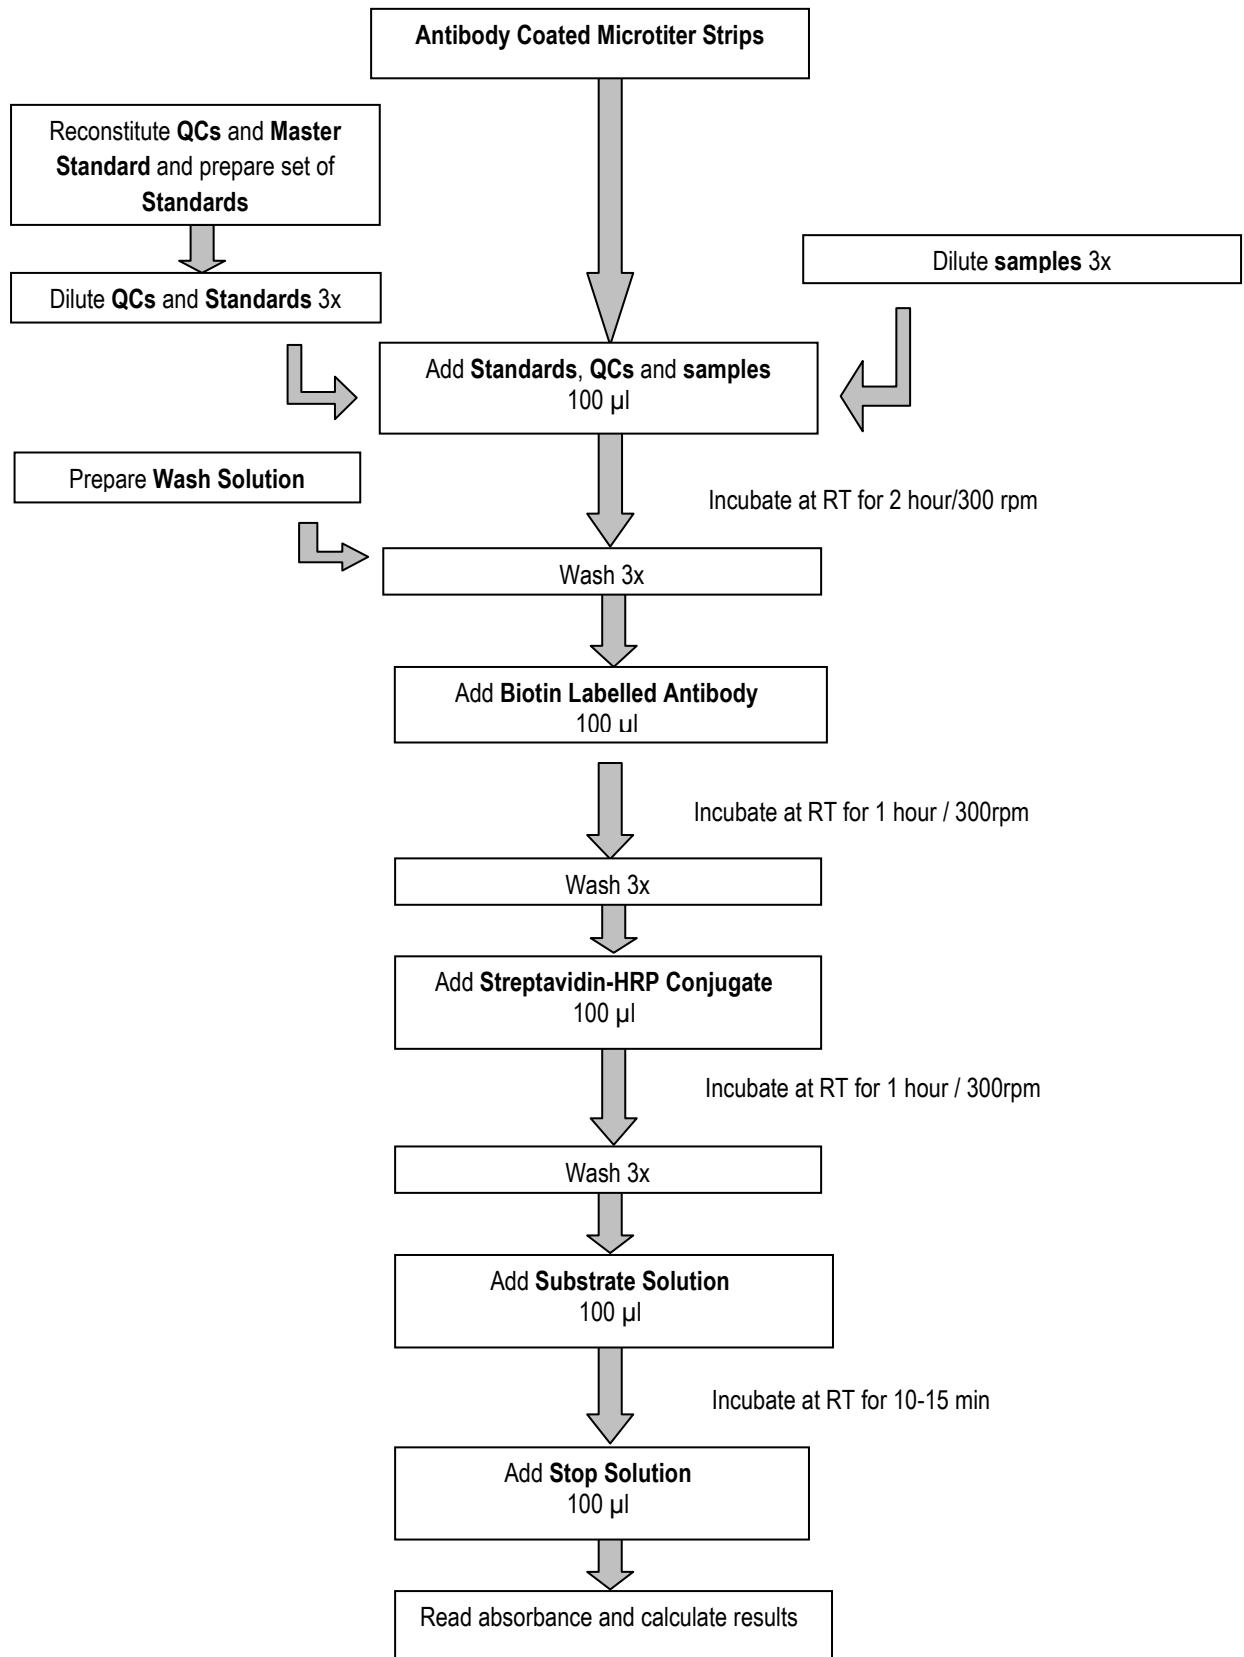 Antibody Coated Microtiter Strips
Reconstitute QCs and Master
Standard and prepare set of
Standards
Dilute QCs and Standards 3x
Dilute samples 3x
Add Standards, QCs and samples
100 µl
Prepare Wash Solution
Incubate at RT for 2 hour/300 rpm
Wash 3x
Add Biotin Labelled Antibody
100 µl
Incubate at RT for 1 hour / 300rpm
Wash 3x
Add Streptavidin-HRP Conjugate
100 µl
Incubate at RT for 1 hour / 300rpm
Wash 3x
Add Substrate Solution
100 µl
Incubate at RT for 10-15 min
Add Stop Solution
100 µl
Read absorbance and calculate results